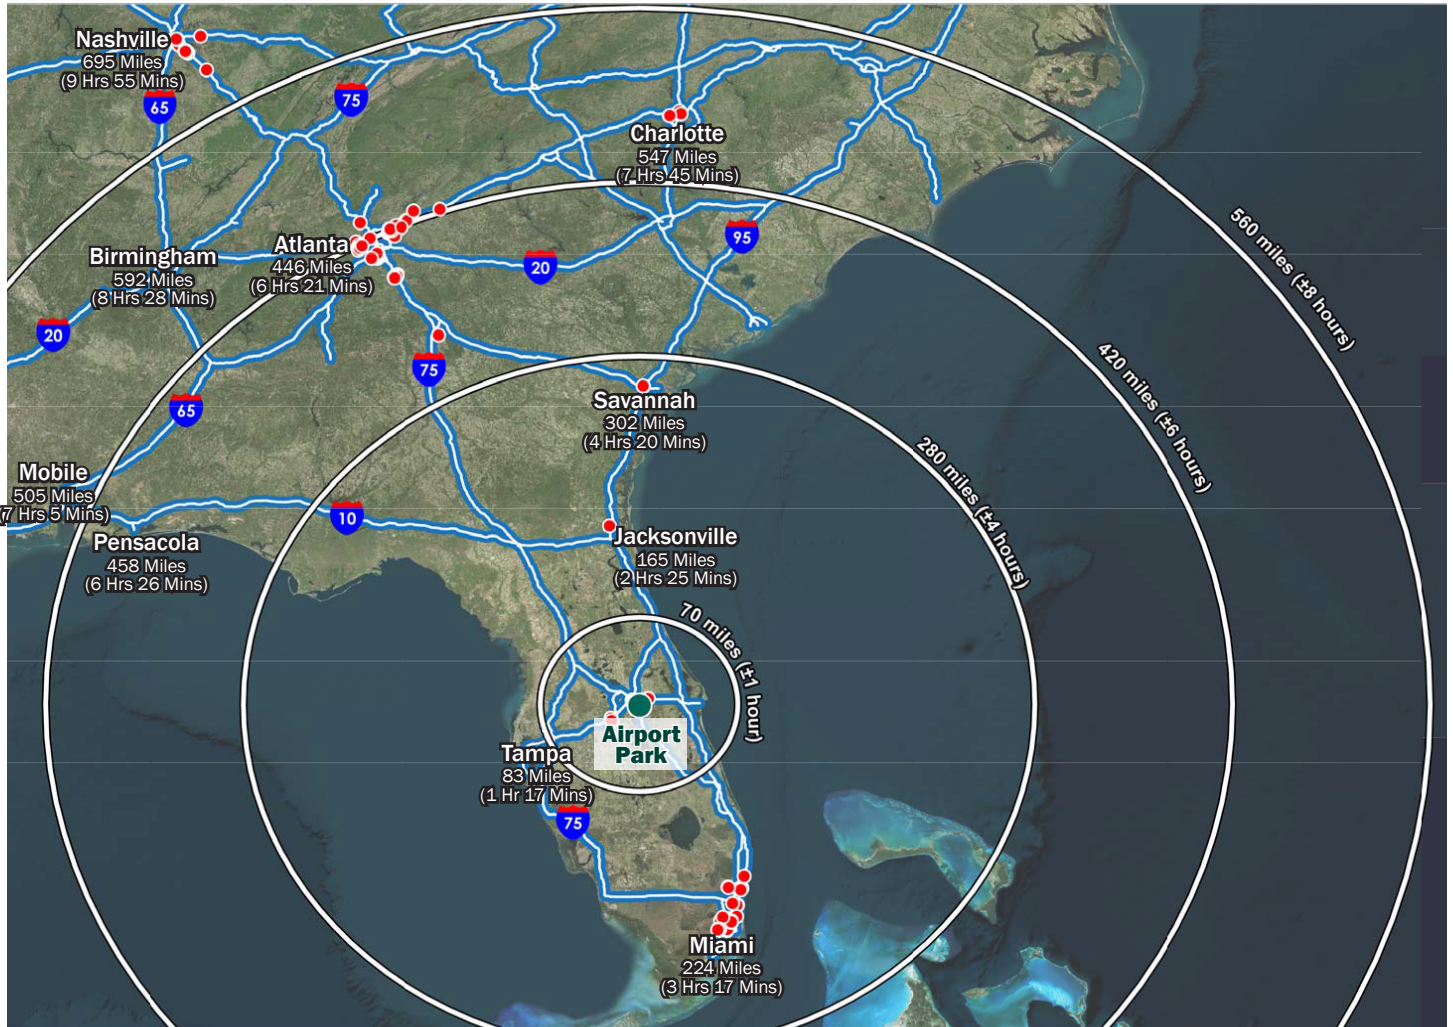 Nashville
695 Miles
(9 Hrs 55 Mins)
65
75
Charlotte
547 Miles
(7 Hrs 45 Mins)
560 miles (±8 hours)
95
Atlanta
446 Miles
(6 Hrs 21 Mins)
Birmingham
592 Miles
(8 Hrs 28 Mins)
20
20
420 miles (±6 hours)
75
65
Savannah
302 Miles
(4 Hrs 20 Mins)
280 miles (±4 hours)
Mobile
505 Miles
(7 Hrs 5 Mins)
10
Pensacola
458 Miles
(6 Hrs 26 Mins)
Jacksonville
165 Miles
(2 Hrs 25 Mins)
70 miles (±1 hour)
Airport
Park
Tampa
83 Miles
(1 Hr 17 Mins)
75
Miami
224 Miles
(3 Hrs 17 Mins)